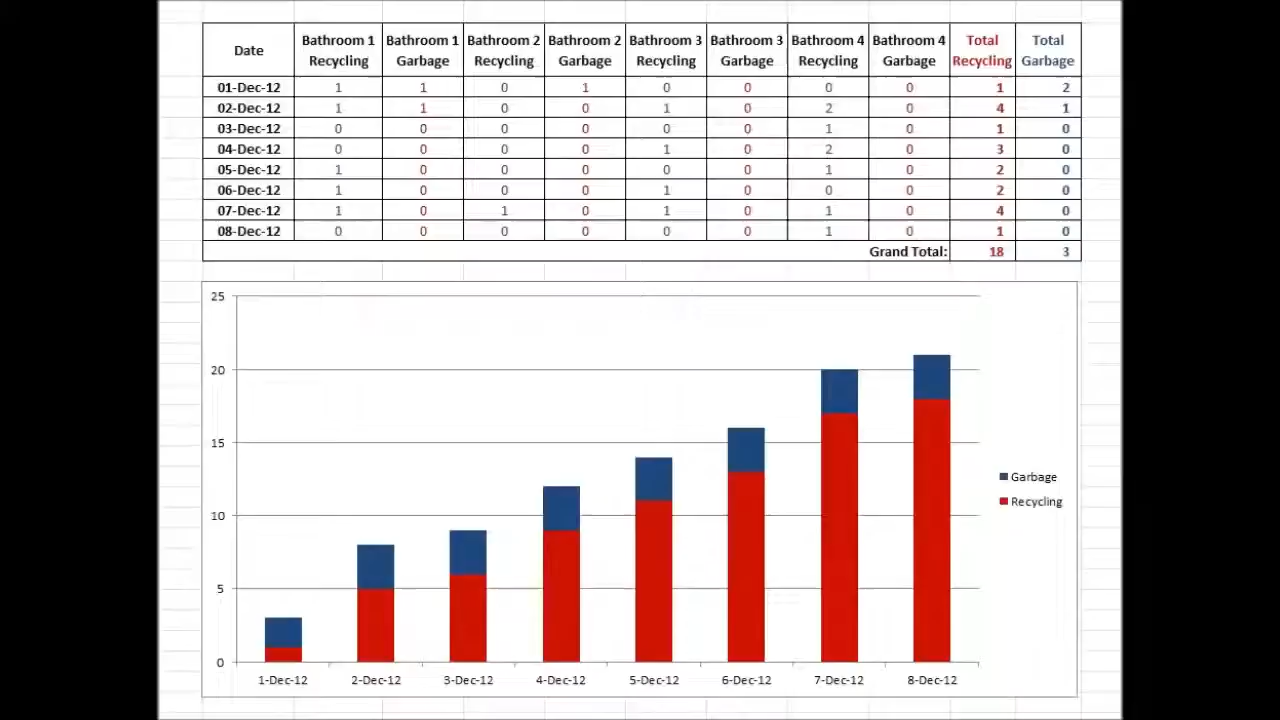 Date Bathroom 1 Recycling Bathroom 1 Garbage Bathroom 2 Recycling Bathroom 2 Garbage Bathroom 3 Recycling Bathroom 3 Garbage Bathroom 4 Recycling Bathroom 4 Garbage Total Recycling Total Garbage
01-Dec-12 1 1 0 1 0 0 0 0 1 2
02-Dec-12 1 1 0 0 1 0 2 0 4 1
03-Dec-12 0 0 0 0 0 0 1 0 1 0
04-Dec-12 0 0 0 0 1 0 2 0 3 0
05-Dec-12 1 0 0 0 0 0 1 0 2 0
06-Dec-12 1 0 0 0 1 0 0 0 2 0
07-Dec-12 1 0 1 0 1 0 1 0 4 0
08-Dec-12 0 0 0 0 0 0 1 0 1 0
Grand Total: 18 3
25
20
15
10
5
0
1-Dec-12 2-Dec-12 3-Dec-12 4-Dec-12 5-Dec-12 6-Dec-12 7-Dec-12 8-Dec-12
Garbage
Recycling